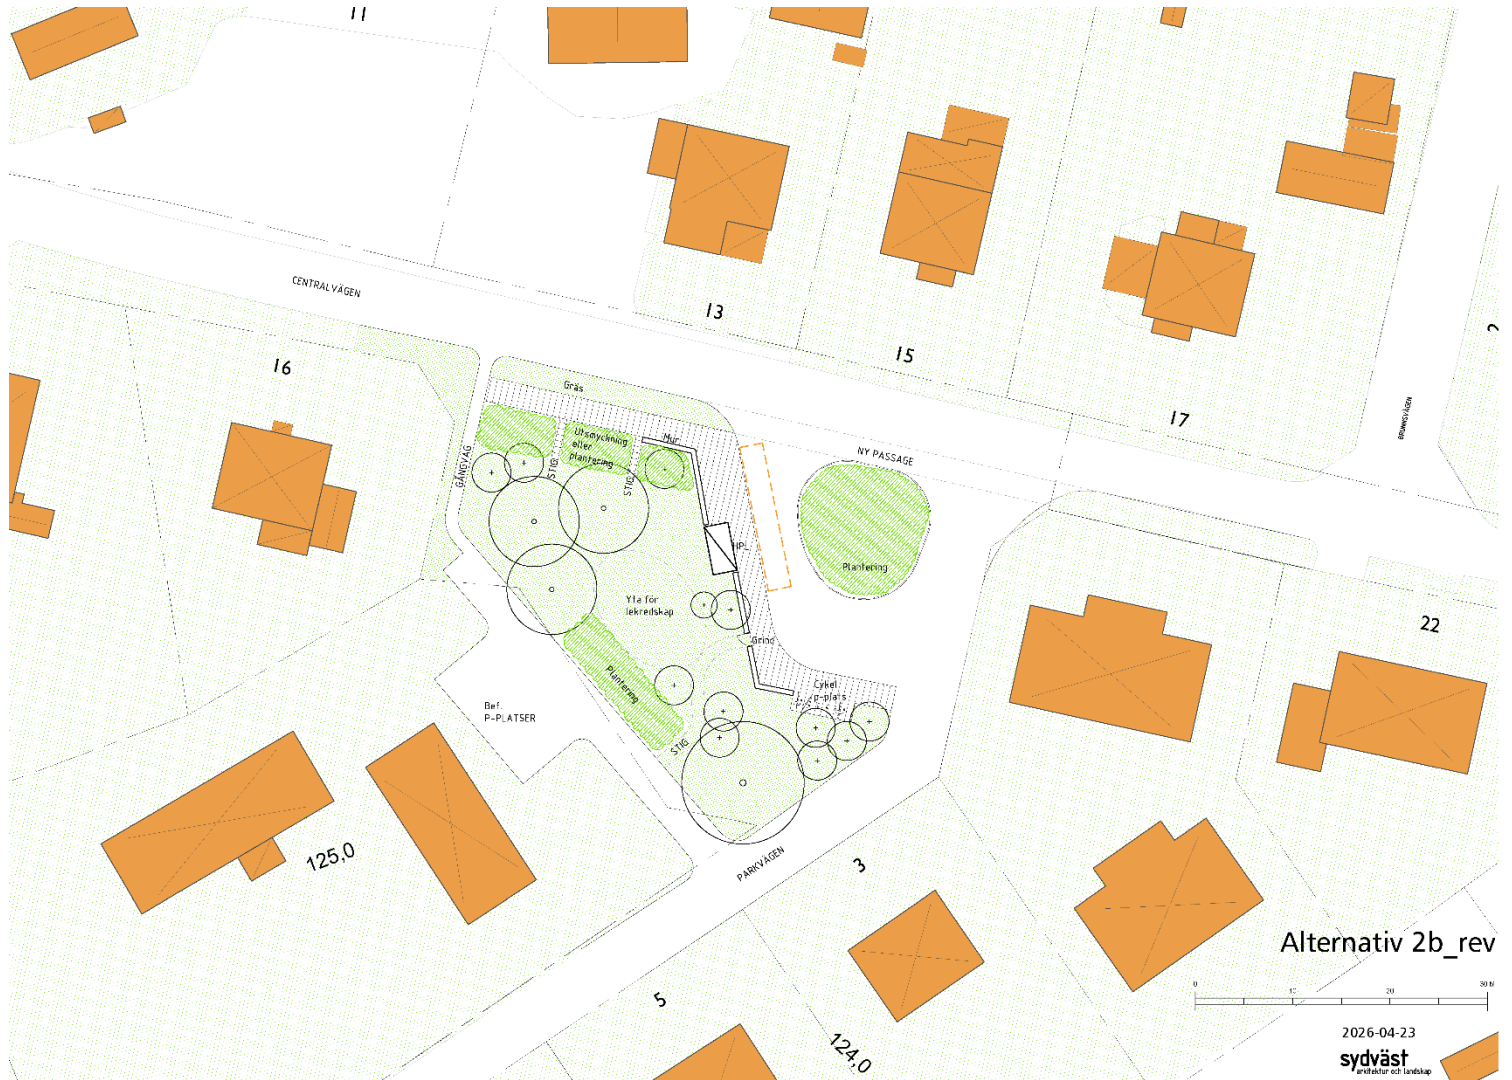 11
CENTRALVÄGEN
13
15
17
2
16
BRUNNSVÄGEN
Gräs
Utsmyckning
eller
plantering
Mur
GÅNGVÄG
STIG
STIG
NY PASSAGE
HPL
Plantering
Yta för
lekredskap
Grind
22
Plantering
Cykel
p-plats
Bef.
P-PLATSER
STIG
125,0
PARKVÄGEN
3
5
124,0
Alternativ 2b_rev
0 10 20 30 M
2026-04-23
sydväst
arkitektur och landskap